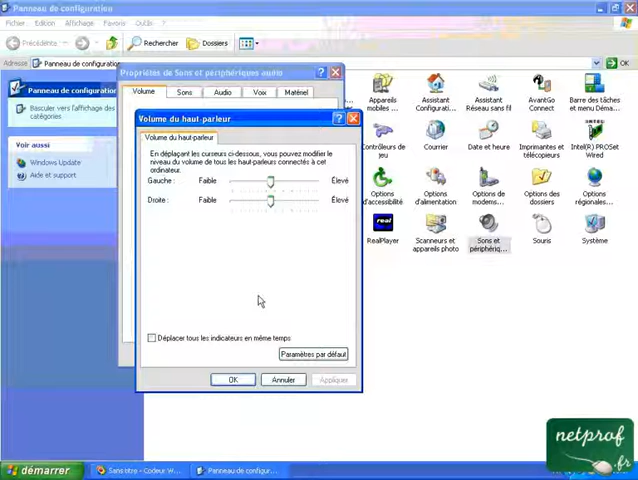 Panneau de configuration
Fichier Edition Affichage Favoris Outils ?
Précédente
Rechercher
Dossiers
Adresse
Panneau de configuration
OK
Panneau de configuration
Basculer vers l'affichage des
catégories
Voir aussi
Windows Update
Aide et support
Propriétés de Sons et périphériques audio
Volume Sons Audio Voix Matériel
Volume du haut-parleur
Volume du haut-parleur
En déplaçant les curseurs ci-dessous, vous pouvez modifier le
niveau du volume de tous les haut-parleurs connectés à cet
ordinateur.
Gauche : Faible Élevé
Droite : Faible Élevé
Déplacer tous les indicateurs en même temps
Paramètres par défaut
OK Annuler Appliquer
Appareils
mobiles ...
Assistant
Configurat...
Assistant
Réseau sans fil
AvantGo
Connect
Barre des tâches
et menu Déma...
Contrôleurs de
jeu
Courrier
Date et heure
Imprimantes et
télécopieurs
Intel(R) PROSet
Wired
Options
d'accessibilité
Options
d'alimentation
Options de
modems...
Options des
dossiers
Options
régionales...
RealPlayer
real
Scanneurs et
appareils photo
Sons et
périphériq...
Souris
Système
démarrer
Sans titre - Codeur W...
Panneau de configur...
netprof
.fr